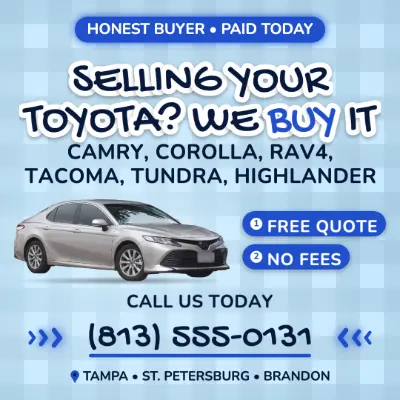 HONEST BUYER • PAID TODAY
SELLING YOUR
TOYOTA? WE BUY IT
CAMRY, COROLLA, RAV4,
TACOMA, TUNDRA, HIGHLANDER
1 FREE QUOTE
2 NO FEES
CALL US TODAY
(813) 555-0131
TAMPA • ST. PETERSBURG • BRANDON